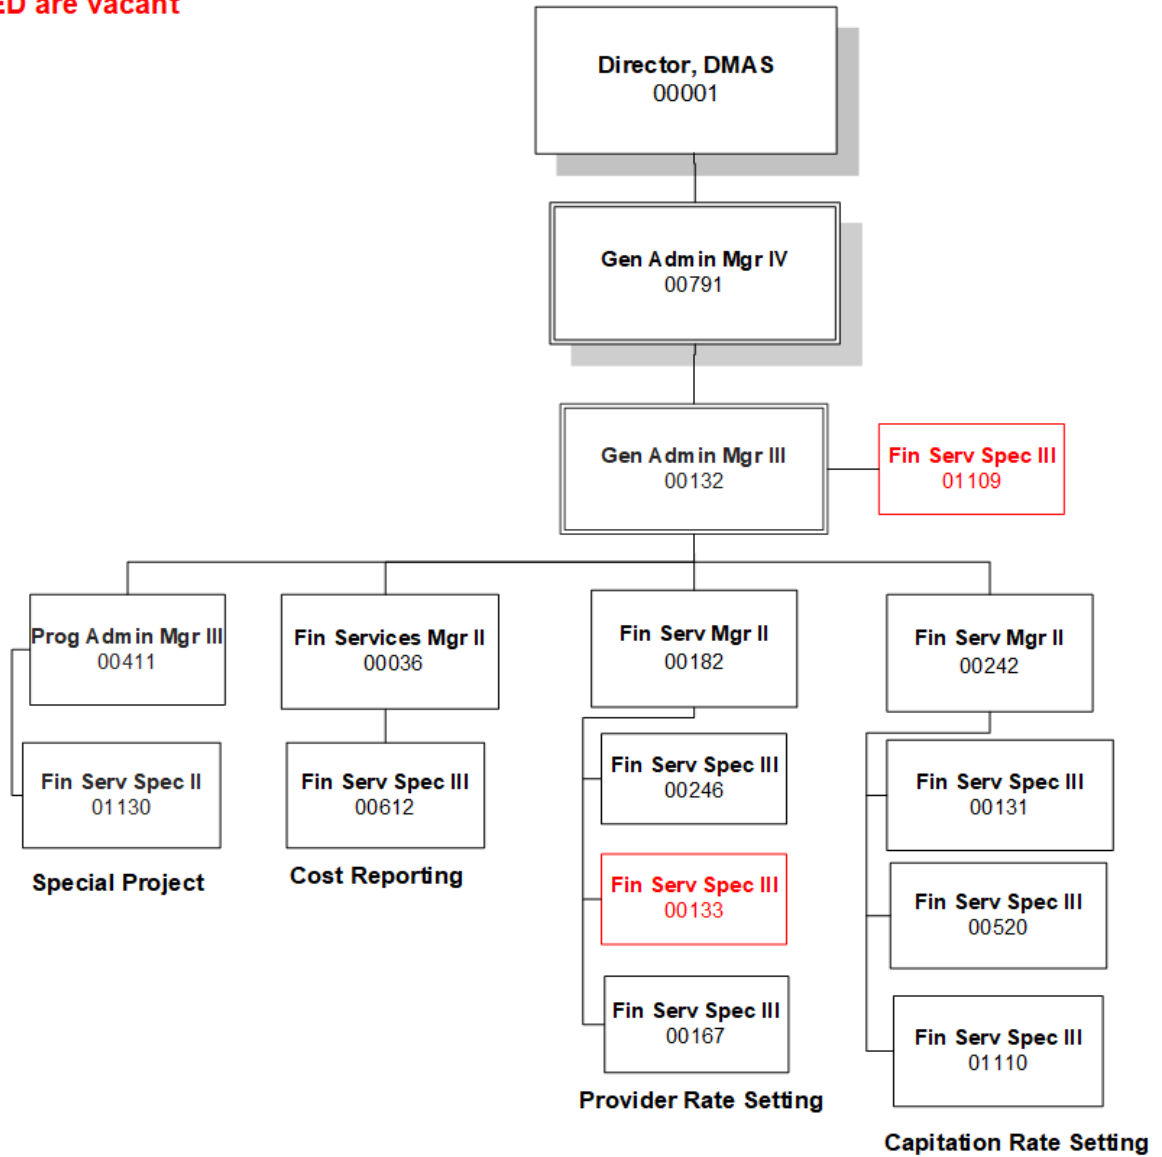 are vacant
Director, DMAS
00001
Gen Admin Mgr IV
00791
Gen Admin Mgr III
00132
Fin Serv Spec III
01109
Prog Admin Mgr III
00411
Fin Services Mgr II
00036
Fin Serv Mgr II
00182
Fin Serv Mgr II
00242
Fin Serv Spec II
01130
Special Project
Fin Serv Spec III
00612
Cost Reporting
Fin Serv Spec III
00246
Fin Serv Spec III
00133
Fin Serv Spec III
00167
Provider Rate Setting
Fin Serv Spec III
00131
Fin Serv Spec III
00520
Fin Serv Spec III
01110
Capitation Rate Setting